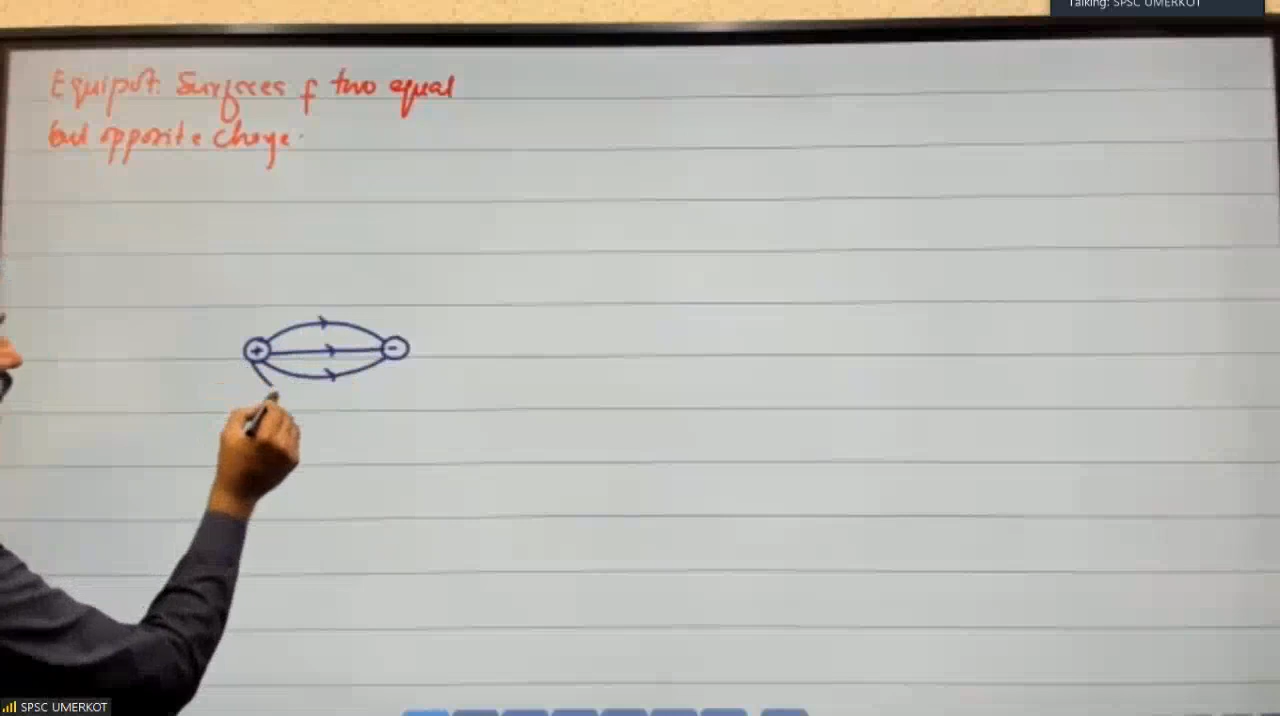 Talking: SPSC UMERKOT
Equipot. Surfaces of two equal
but opposite charge.
+
-
SPSC UMERKOT